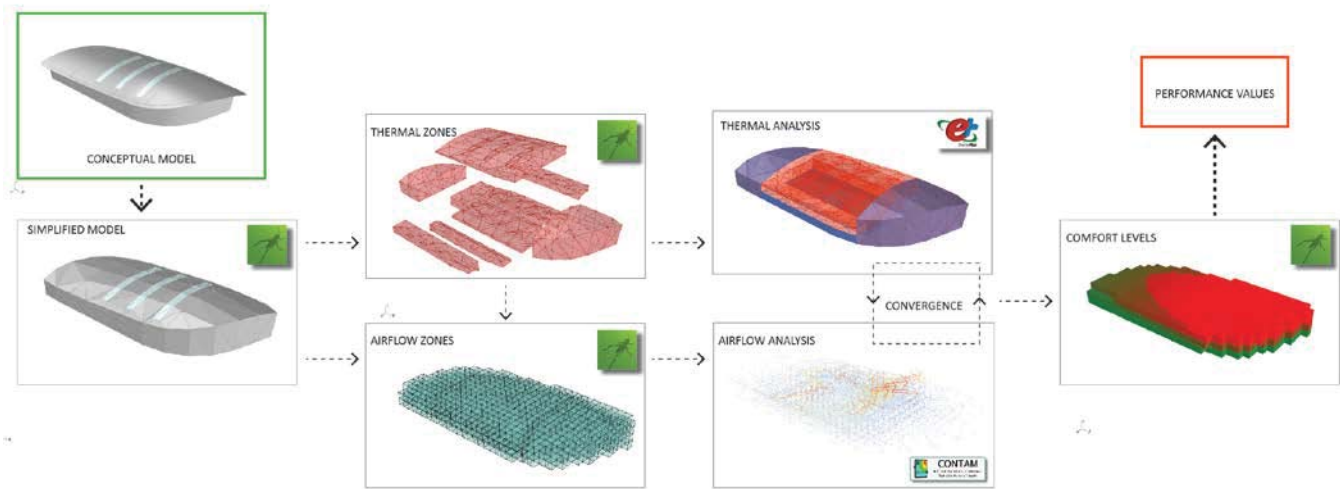 CONCEPTUAL MODEL
SIMPLIFIED MODEL
THERMAL ZONES
AIRFLOW ZONES
THERMAL ANALYSIS
CONVERGENCE
AIRFLOW ANALYSIS
CONTAM
COMFORT LEVELS
PERFORMANCE VALUES